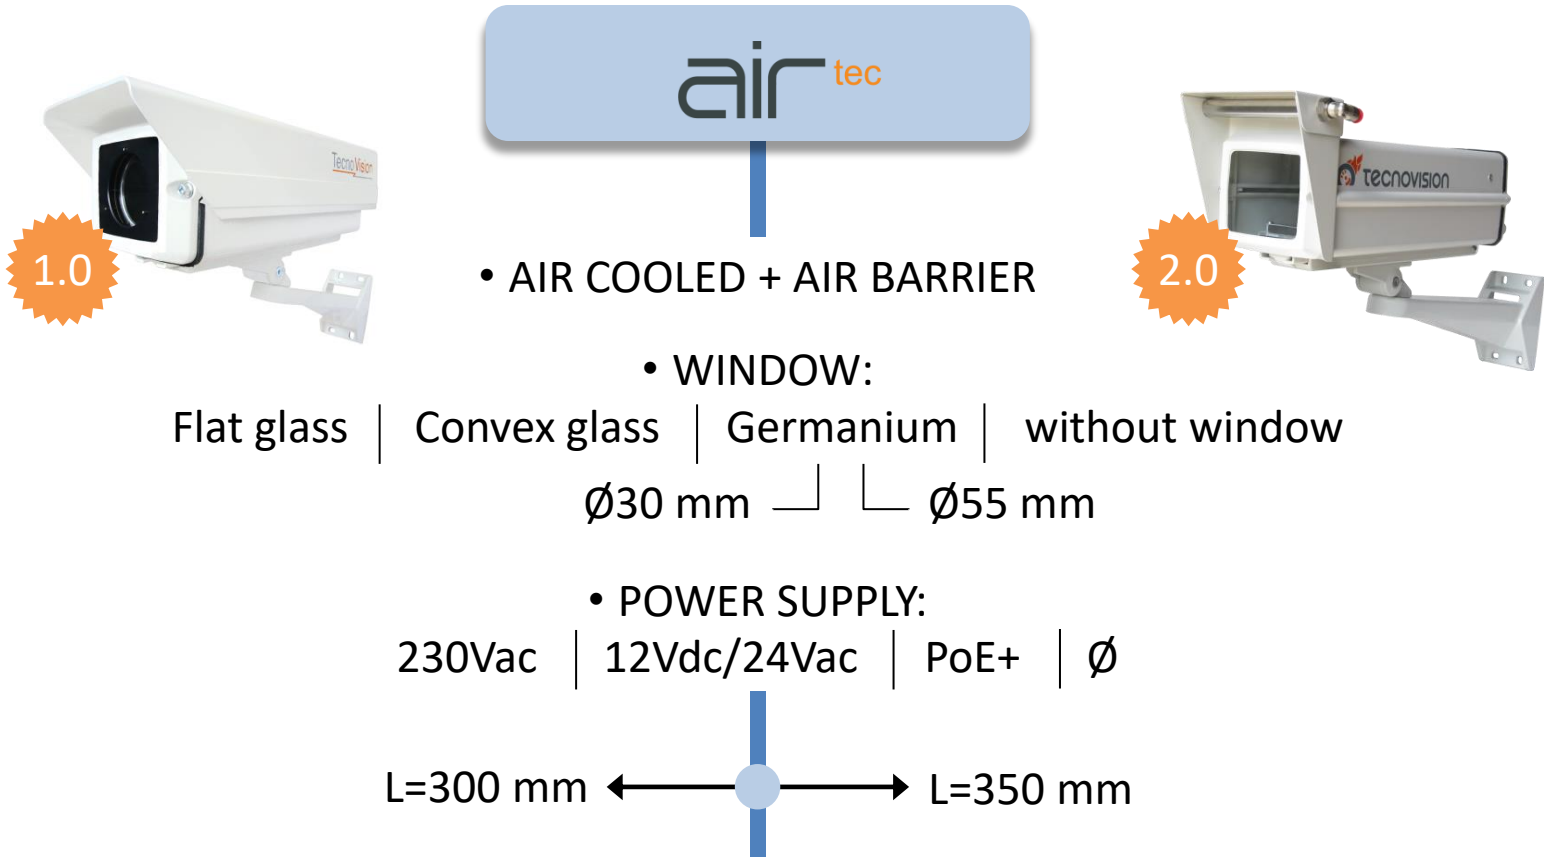 air tec
TecnoVision
tecnovision
1.0
2.0
• AIR COOLED + AIR BARRIER
• WINDOW:
Flat glass | Convex glass | Germanium | without window
Ø30 mm Ø55 mm
• POWER SUPPLY:
230Vac | 12Vdc/24Vac | PoE+ | Ø
L=300 mm L=350 mm